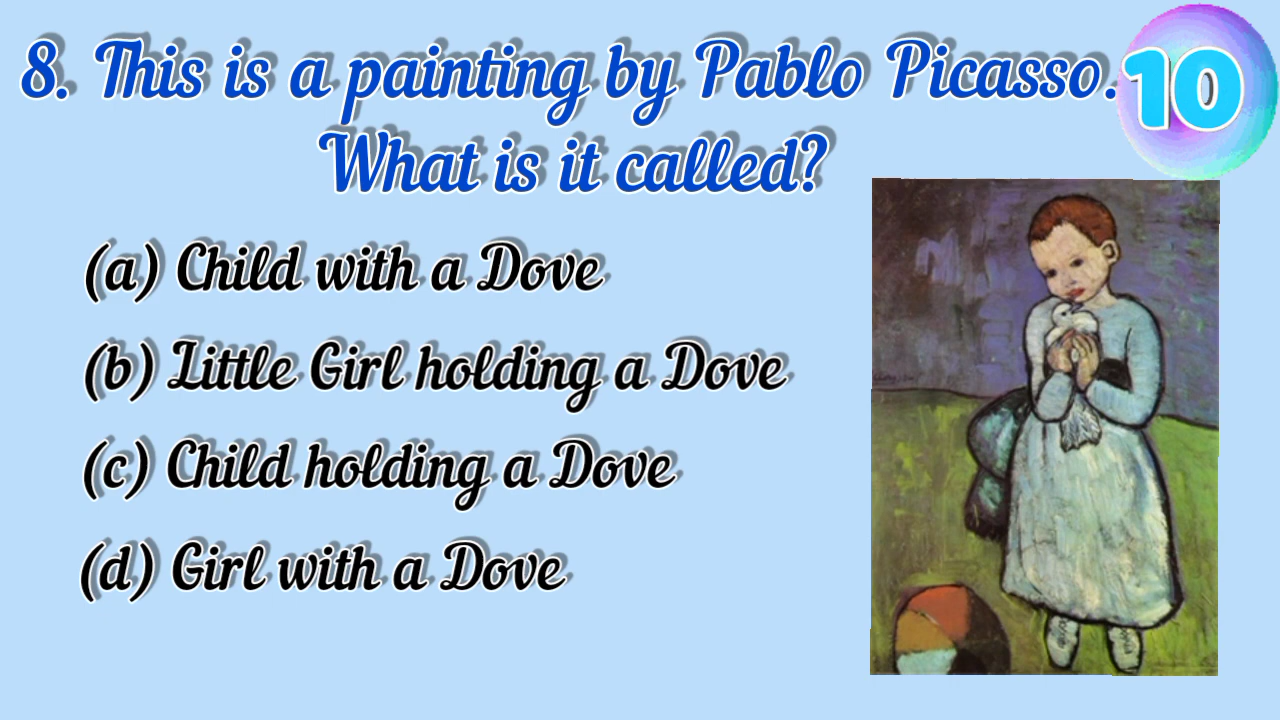 8. This is a painting by Pablo Picasso.
10
What is it called?
(a) Child with a Dove
(b) Little Girl holding a Dove
(c) Child holding a Dove
(d) Girl with a Dove